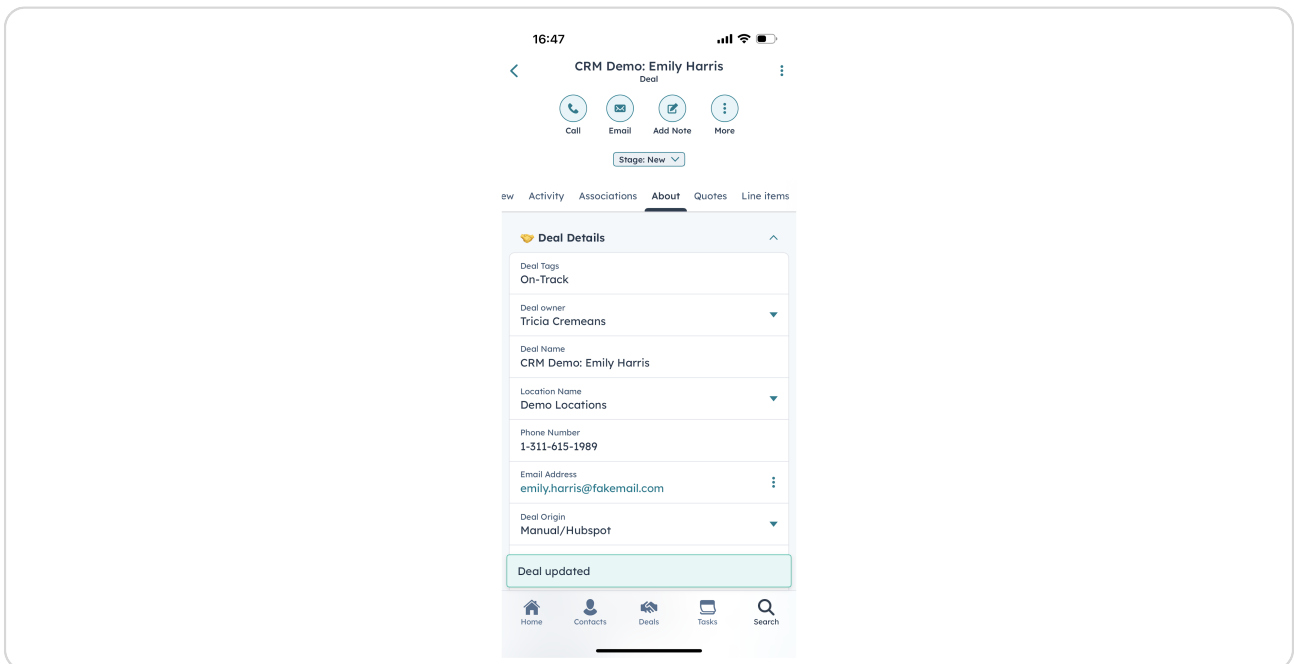 16:47
CRM Demo: Emily Harris
Deal
Call Email Add Note More
Stage: New
ew Activity Associations About Quotes Line items
Deal Details
Deal Tags
On-Track
Deal owner
Tricia Cremeans
Deal Name
CRM Demo: Emily Harris
Location Name
Demo Locations
Phone Number
1-311-615-1989
Email Address
emily.harris@fakemail.com
Deal Origin
Manual/Hubspot
Deal updated
Home Contacts Deals Tasks Search